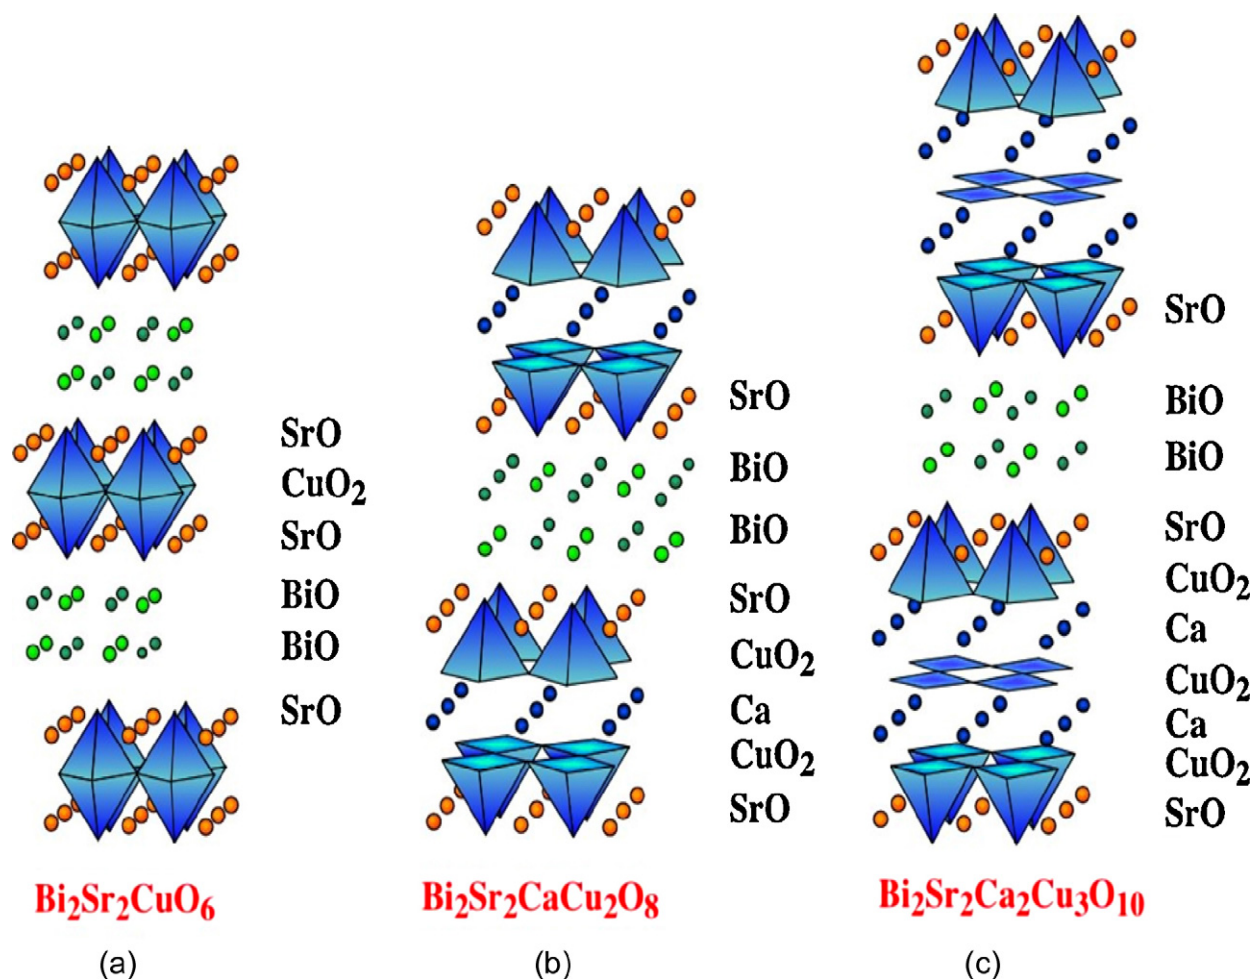 SrO
CuO₂
SrO
BiO
BiO
SrO
Bi₂Sr₂CuO₆
(a)
SrO
BiO
BiO
SrO
CuO₂
Ca
CuO₂
SrO
Bi₂Sr₂CaCu₂O₈
(b)
SrO
BiO
BiO
SrO
CuO₂
Ca
CuO₂
Ca
CuO₂
SrO
Bi₂Sr₂Ca₂Cu₃O₁₀
(c)